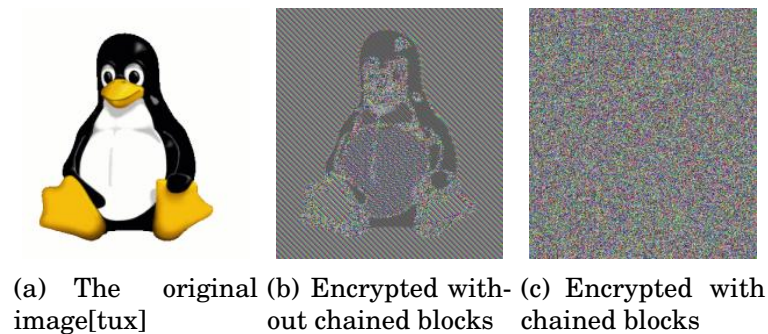 (a) The original
image[tux]
(b) Encrypted with-
out chained blocks
(c) Encrypted with
chained blocks